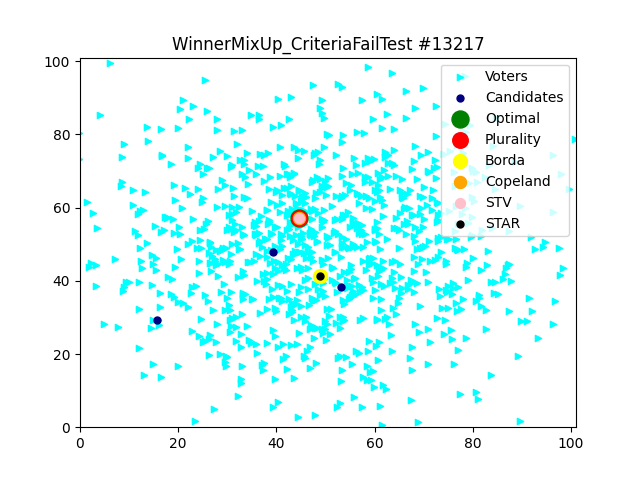 WinnerMixUp_CriteriaFailTest #13217
100
80
60
40
20
0
0
20
40
60
80
100
Voters
Candidates
Optimal
Plurality
Borda
Copeland
STV
STAR